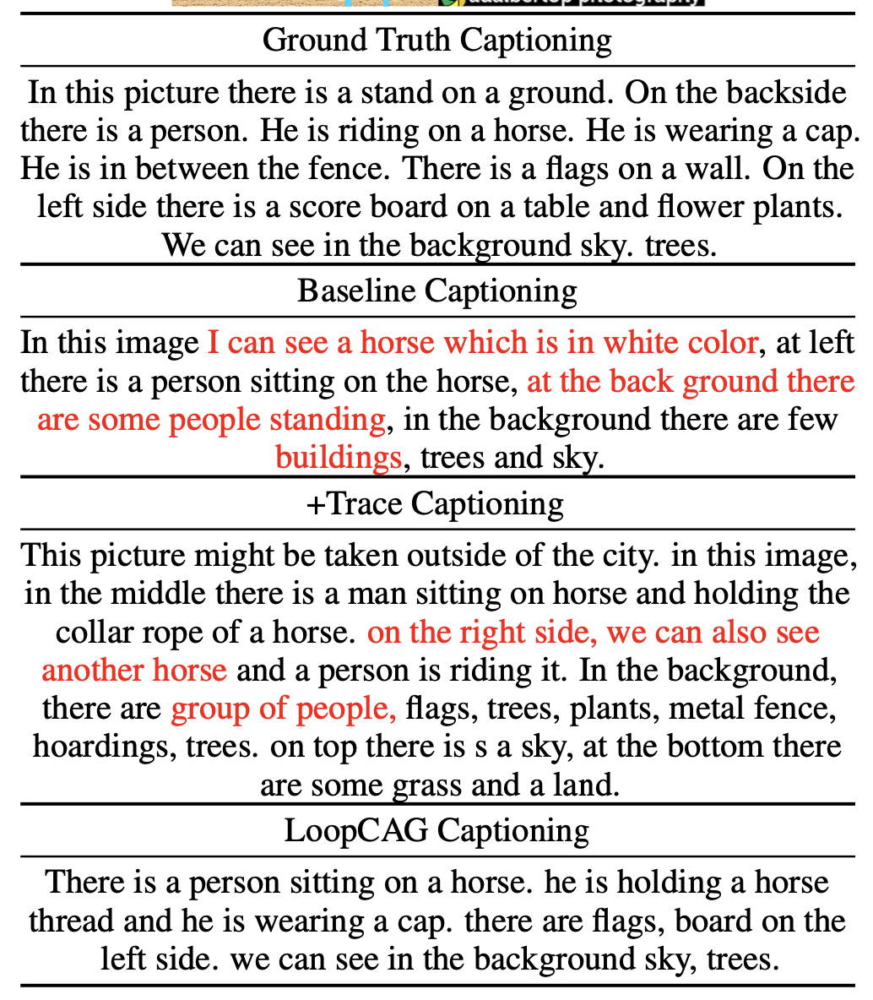 Ground Truth Captioning
In this picture there is a stand on a ground. On the backside
there is a person. He is riding on a horse. He is wearing a cap.
He is in between the fence. There is a flags on a wall. On the
left side there is a score board on a table and flower plants.
We can see in the background sky. trees.
Baseline Captioning
In this image I can see a horse which is in white color, at left
there is a person sitting on the horse, at the back ground there
are some people standing, in the background there are few
buildings, trees and sky.
+Trace Captioning
This picture might be taken outside of the city. in this image,
in the middle there is a man sitting on horse and holding the
collar rope of a horse. on the right side, we can also see
another horse and a person is riding it. In the background,
there are group of people, flags, trees, plants, metal fence,
hoardings, trees. on top there is s a sky, at the bottom there
are some grass and a land.
LoopCAG Captioning
There is a person sitting on a horse. he is holding a horse
thread and he is wearing a cap. there are flags, board on the
left side. we can see in the background sky, trees.